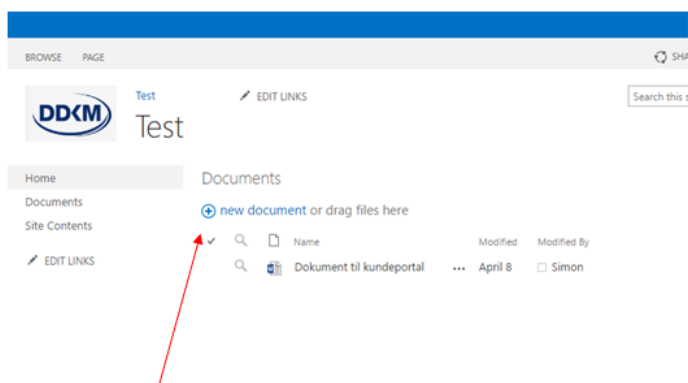 BROWSE PAGE SHA
DDKM Test EDIT LINKS Search this s
Test
Home Documents
Documents new document or drag files here
Site Contents
Name Modified Modified By
EDIT LINKS Dokument til kundeportal ... April 8 Simon